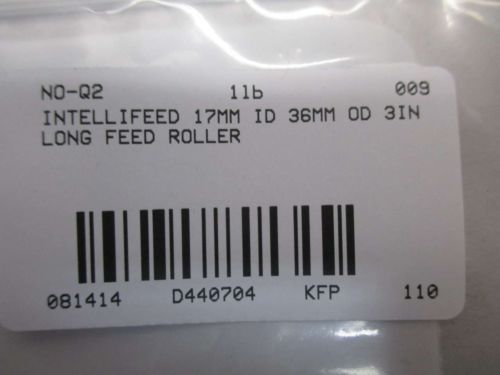 NO-Q2 11b 009
INTELLIFEED 17MM ID 36MM OD 3IN
LONG FEED ROLLER
081414 D440704 KFP 110